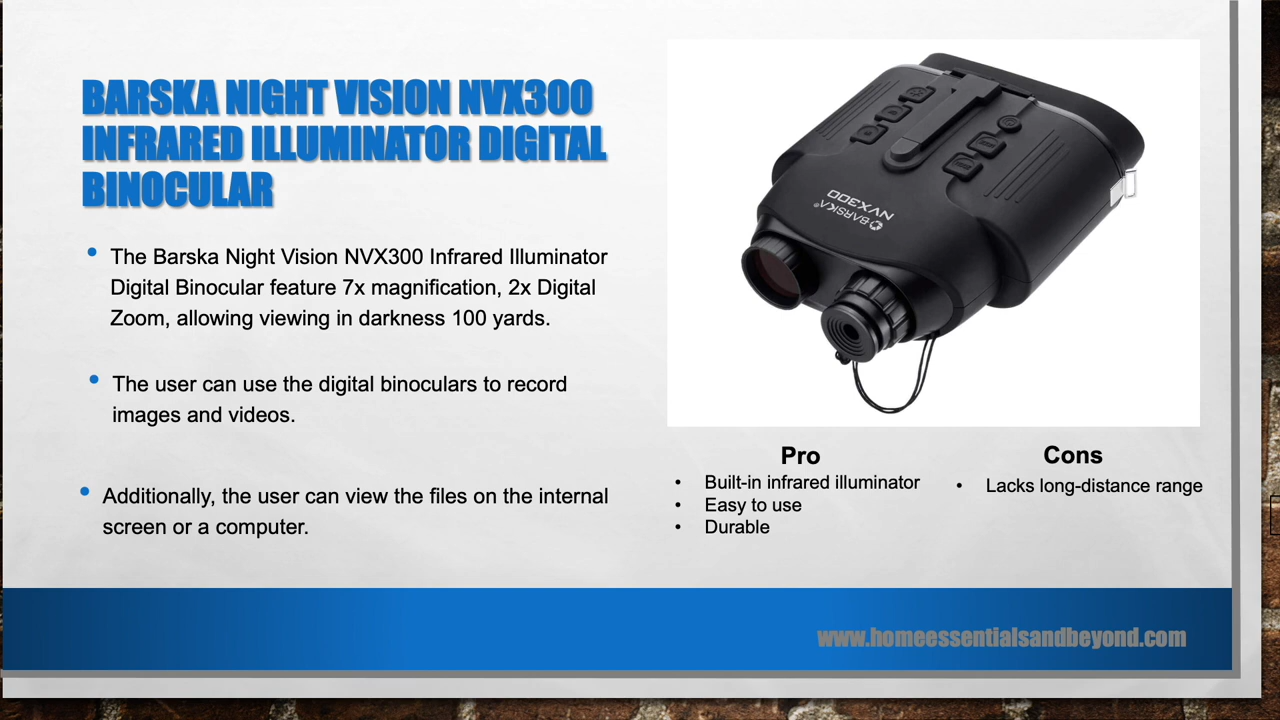 BARSKA NIGHT VISION NVX300
INFRARED ILLUMINATOR DIGITAL
BINOCULAR
• The Barska Night Vision NVX300 Infrared Illuminator
Digital Binocular feature 7x magnification, 2x Digital
Zoom, allowing viewing in darkness 100 yards.
• The user can use the digital binoculars to record
images and videos.
• Additionally, the user can view the files on the internal
screen or a computer.
BARSKA®
NVX300
Pro
• Built-in infrared illuminator
• Easy to use
• Durable
Cons
• Lacks long-distance range
www.homeessentialsandbeyond.com